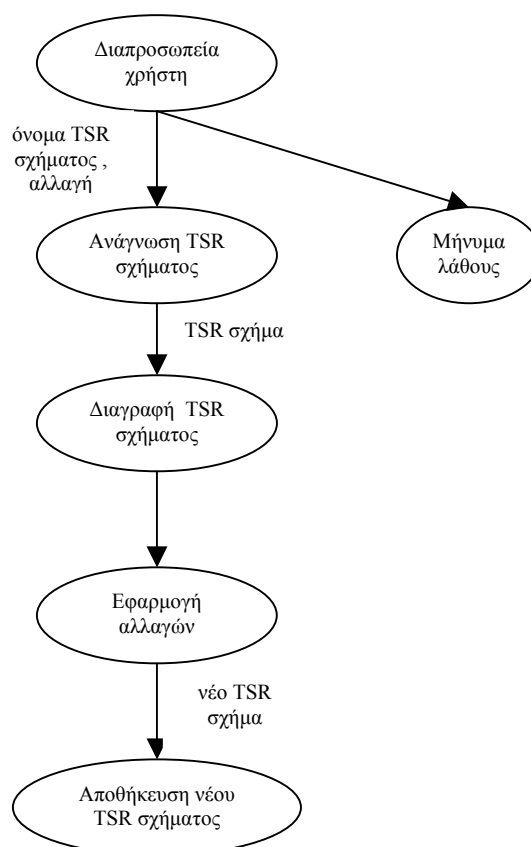 Διαπροσωπεία
χρήστη
όνομα TSR
σχήματος ,
αλλαγή
Ανάγνωση TSR
σχήματος
Μήνυμα
λάθους
TSR σχήμα
Διαγραφή TSR
σχήματος
Εφαρμογή
αλλαγών
νέο TSR
σχήμα
Αποθήκευση νέου
TSR σχήματος